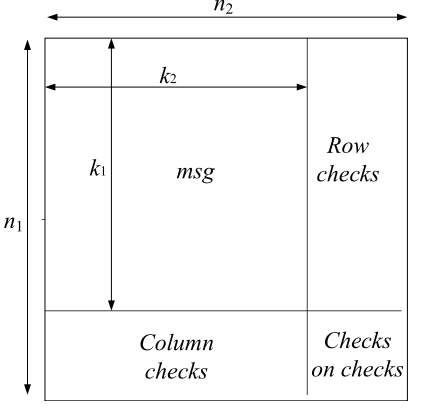 n₂
k₂
k₁
msg
Row
checks
n₁
Column
checks
Checks
on checks